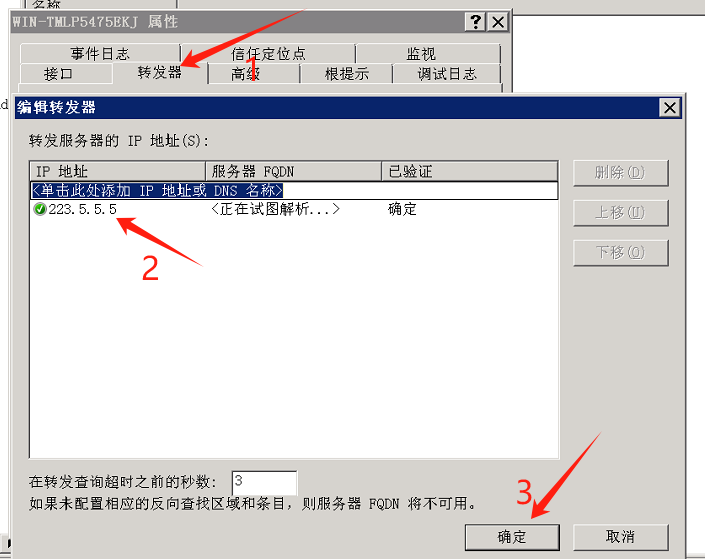 名称
WIN-TMLP5475EKJ 属性
事件日志 信任定位点 监视
接口 转发器 高级 根提示 调试日志
1
编辑转发器
转发服务器的 IP 地址(S):
IP 地址 服务器 FQDN 已验证 删除(D)
<单击此处添加 IP 地址或 DNS 名称>
223.5.5.5 <正在试图解析...> 确定 上移(U)
下移(O)
2
在转发查询超时之前的秒数: 3
如果未配置相应的反向查找区域和条目，则服务器 FQDN 将不可用。
3
确定 取消